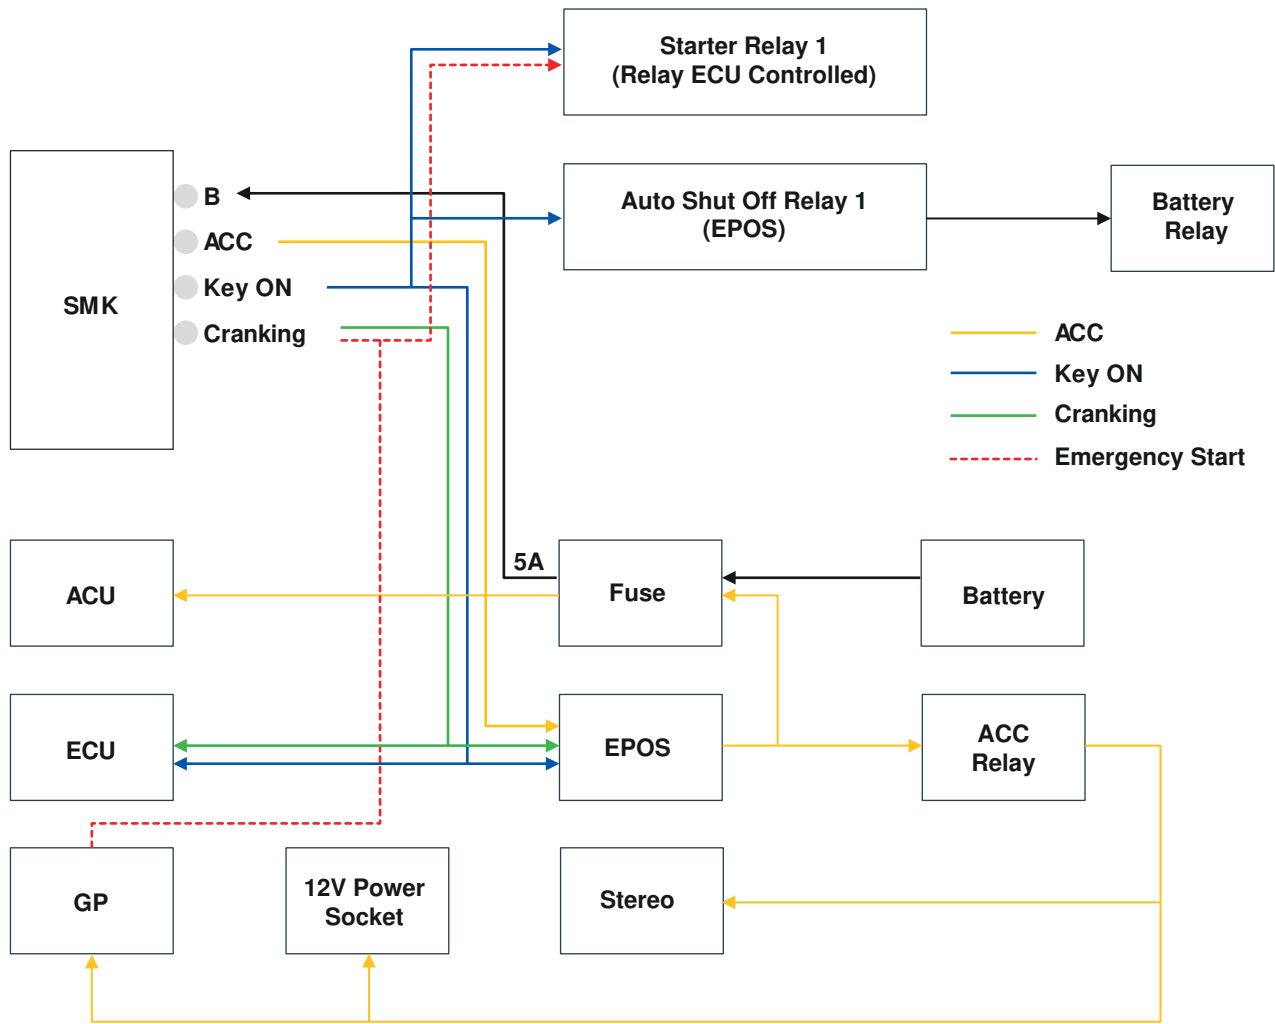 Starter Relay 1
(Relay ECU Controlled)
SMK
B
ACC
Key ON
Cranking
Auto Shut Off Relay 1
(EPOS)
Battery
Relay
ACC
Key ON
Cranking
Emergency Start
ACU
5A
Fuse
Battery
ECU
EPOS
ACC
Relay
GP
12V Power
Socket
Stereo